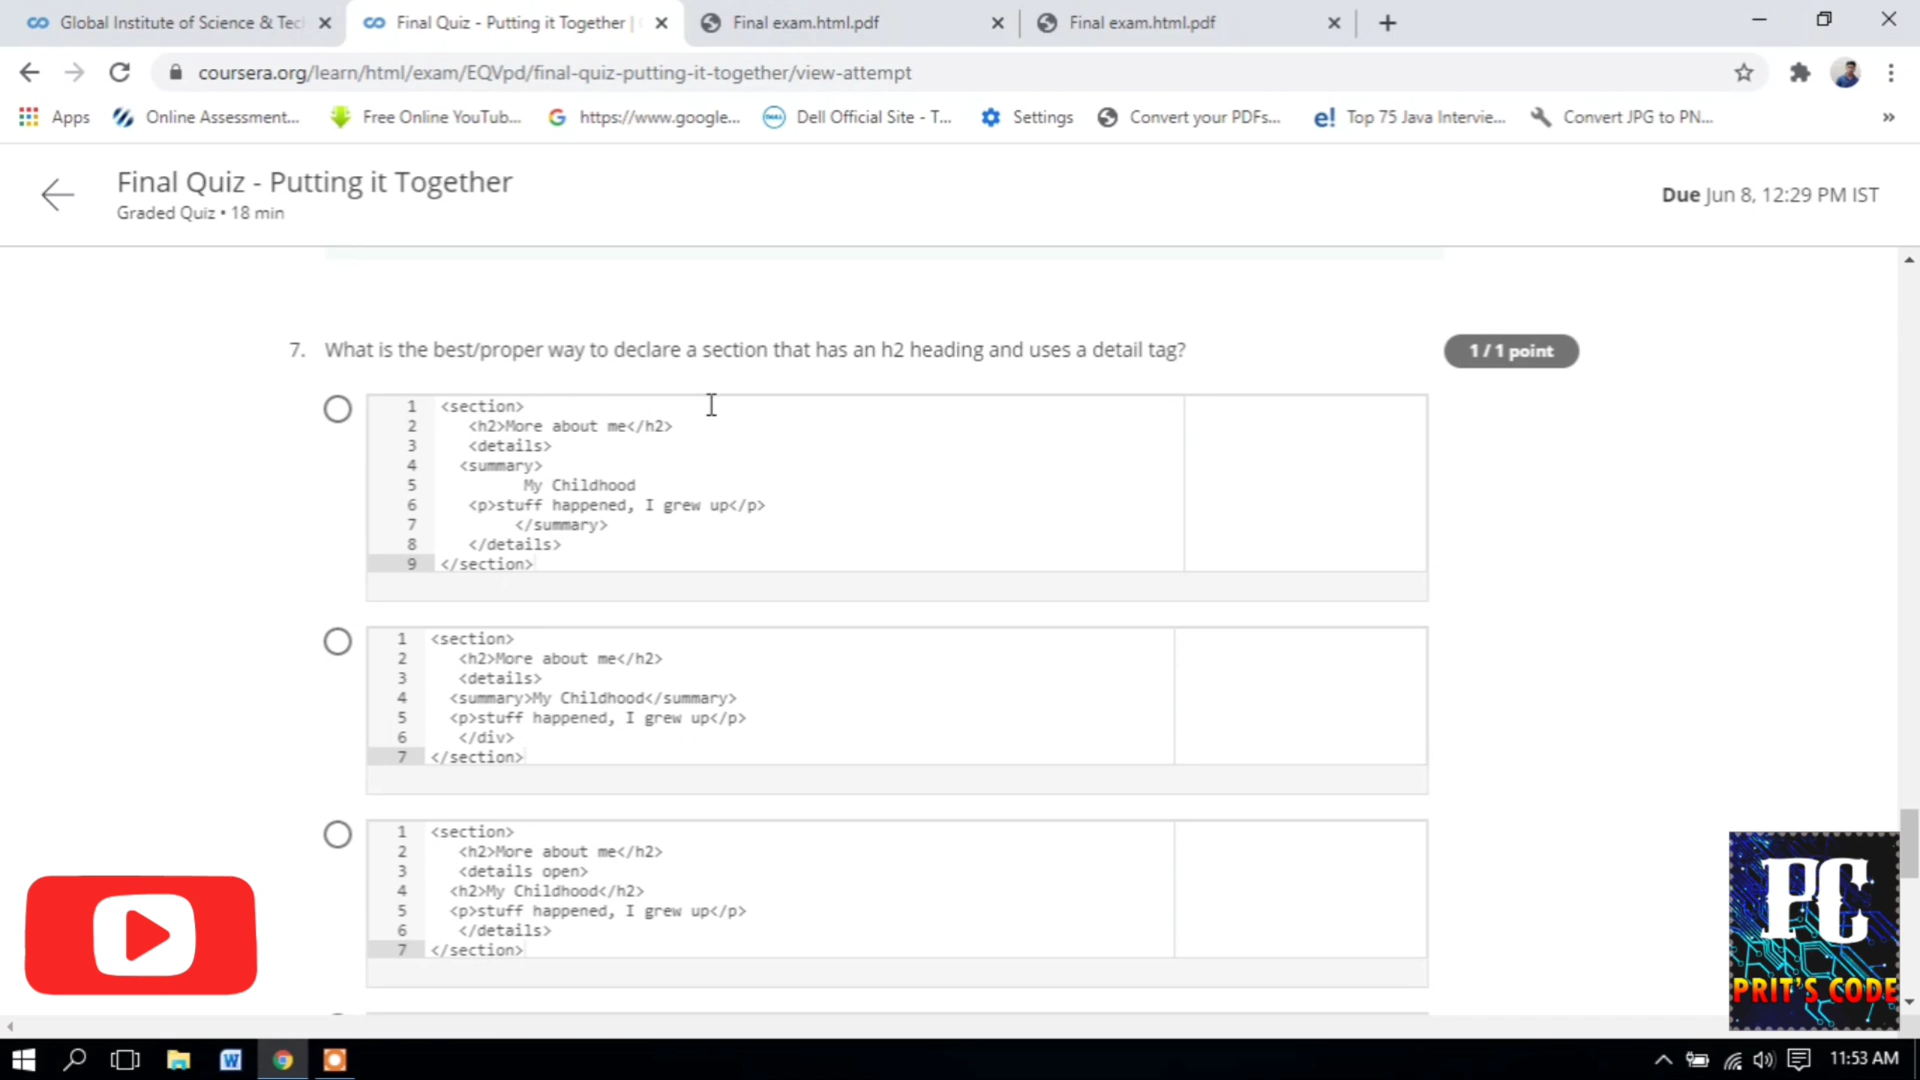 Global Institute of Science & Tec
Final Quiz - Putting it Together |
Final exam.html.pdf
Final exam.html.pdf
coursera.org/learn/html/exam/EQVpd/final-quiz-putting-it-together/view-attempt
Apps
Online Assessment...
Free Online YouTub...
https://www.google...
Dell Official Site - T...
Settings
Convert your PDFs...
Top 75 Java Intervie...
Convert JPG to PN...
»
Final Quiz - Putting it Together
Graded Quiz • 18 min
Due Jun 8, 12:29 PM IST
7. What is the best/proper way to declare a section that has an h2 heading and uses a detail tag?
1 / 1 point
1 <section>
2 <h2>More about me</h2>
3 <details>
4 <summary>
5 My Childhood
6 <p>stuff happened, I grew up</p>
7 </summary>
8 </details>
9 </section>
1 <section>
2 <h2>More about me</h2>
3 <details>
4 <summary>My Childhood</summary>
5 <p>stuff happened, I grew up</p>
6 </div>
7 </section>
1 <section>
2 <h2>More about me</h2>
3 <details open>
4 <h2>My Childhood</h2>
5 <p>stuff happened, I grew up</p>
6 </details>
7 </section>
PC
PRIT'S CODE
11:53 AM